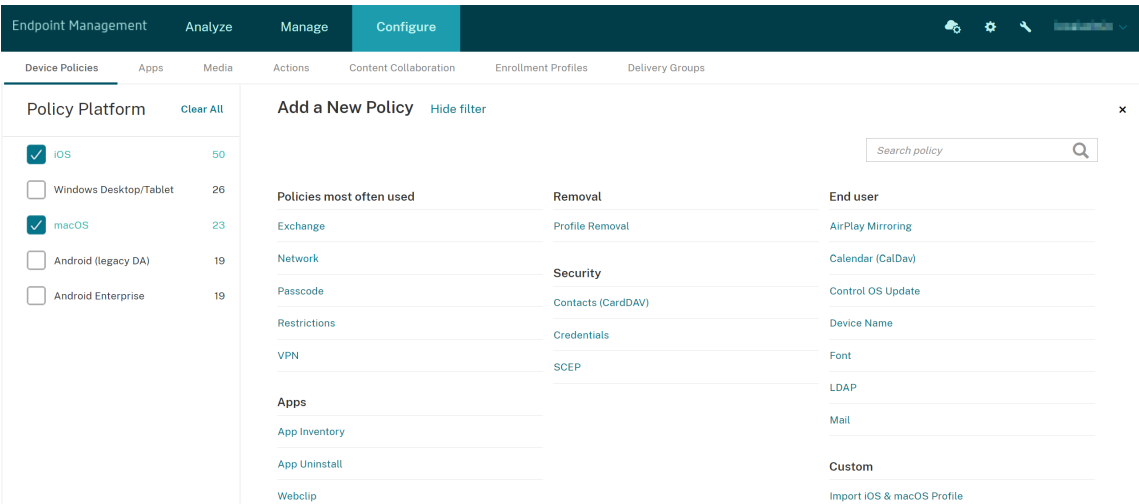 Endpoint Management Analyze Manage Configure
Device Policies Apps Media Actions Content Collaboration Enrollment Profiles Delivery Groups
Policy Platform Clear All
iOS 50
Windows Desktop/Tablet 26
macOS 23
Android (legacy DA) 19
Android Enterprise 19
Add a New Policy Hide filter
Search policy
Policies most often used
Exchange
Network
Passcode
Restrictions
VPN
Apps
App Inventory
App Uninstall
Webclip
Removal
Profile Removal
Security
Contacts (CardDAV)
Credentials
SCEP
End user
AirPlay Mirroring
Calendar (CalDav)
Control OS Update
Device Name
Font
LDAP
Mail
Custom
Import iOS & macOS Profile